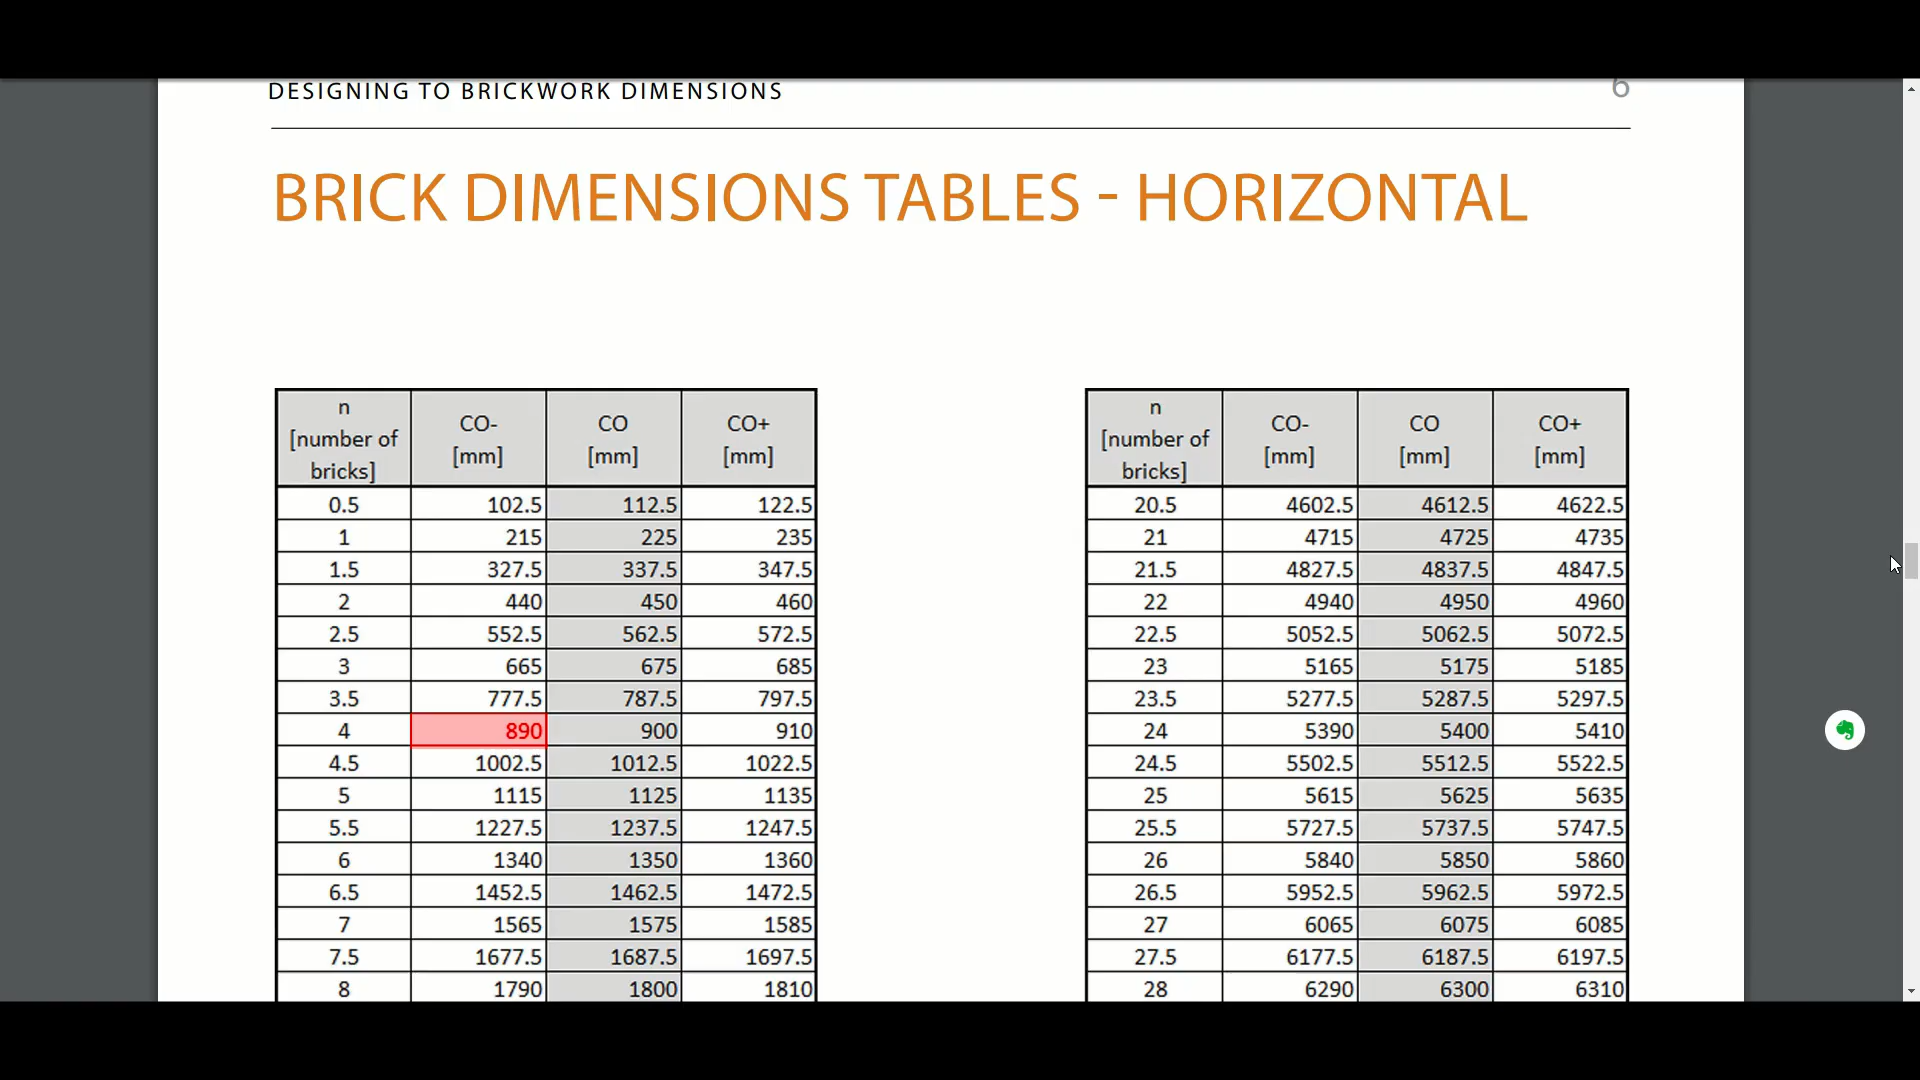 DESIGNING TO BRICKWORK DIMENSIONS 6
BRICK DIMENSIONS TABLES - HORIZONTAL
n [number of bricks] CO- [mm] CO [mm] CO+ [mm]
0.5 102.5 112.5 122.5
1 215 225 235
1.5 327.5 337.5 347.5
2 440 450 460
2.5 552.5 562.5 572.5
3 665 675 685
3.5 777.5 787.5 797.5
4 890 900 910
4.5 1002.5 1012.5 1022.5
5 1115 1125 1135
5.5 1227.5 1237.5 1247.5
6 1340 1350 1360
6.5 1452.5 1462.5 1472.5
7 1565 1575 1585
7.5 1677.5 1687.5 1697.5
8 1790 1800 1810
n [number of bricks] CO- [mm] CO [mm] CO+ [mm]
20.5 4602.5 4612.5 4622.5
21 4715 4725 4735
21.5 4827.5 4837.5 4847.5
22 4940 4950 4960
22.5 5052.5 5062.5 5072.5
23 5165 5175 5185
23.5 5277.5 5287.5 5297.5
24 5390 5400 5410
24.5 5502.5 5512.5 5522.5
25 5615 5625 5635
25.5 5727.5 5737.5 5747.5
26 5840 5850 5860
26.5 5952.5 5962.5 5972.5
27 6065 6075 6085
27.5 6177.5 6187.5 6197.5
28 6290 6300 6310